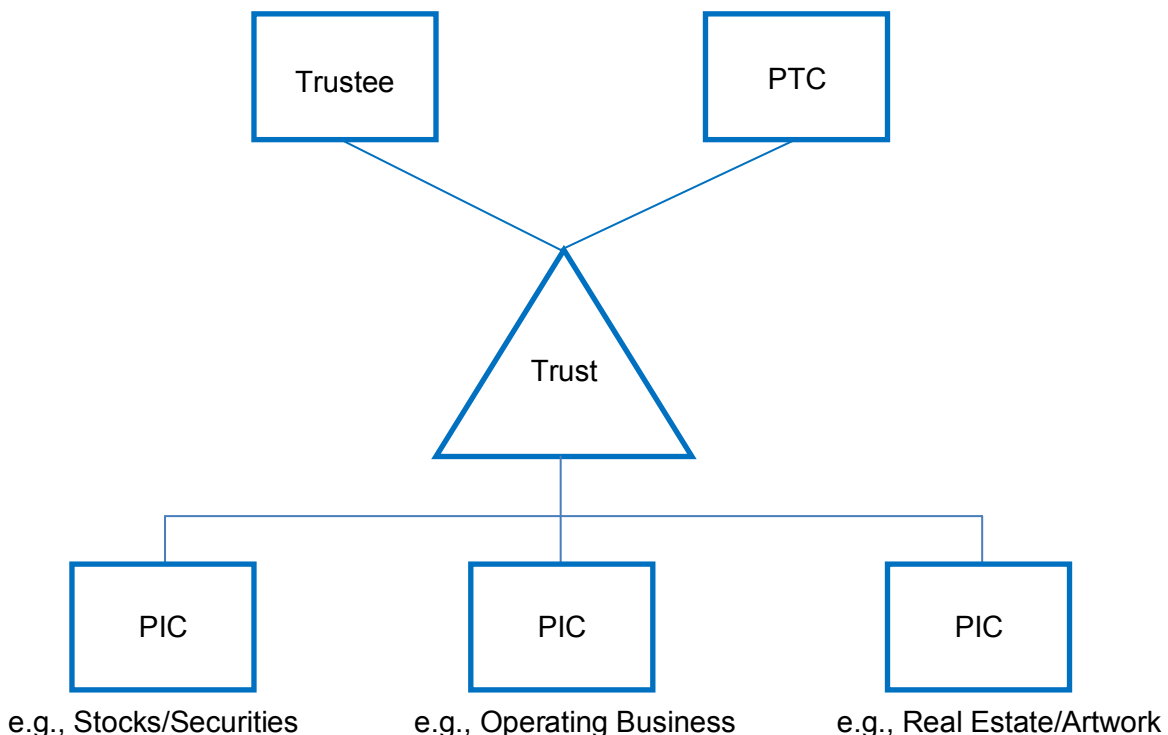 Trustee
PTC
Trust
PIC
PIC
PIC
e.g., Stocks/Securities
e.g., Operating Business
e.g., Real Estate/Artwork